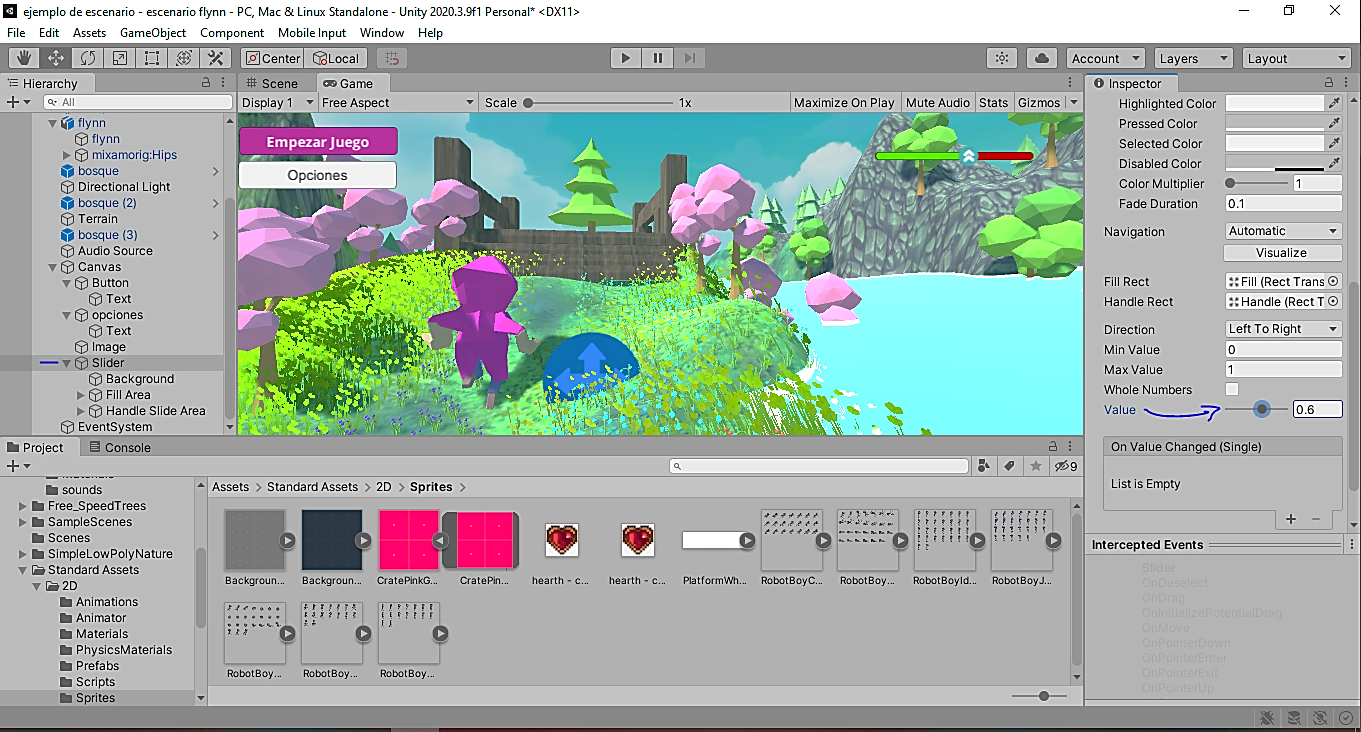 ejemplo de escenario - escenario flynn - PC, Mac & Linux Standalone - Unity 2020.3.9f1 Personal* <DX11>
File Edit Assets GameObject Component Mobile Input Window Help
Center Local Account Layers Layout
Hierarchy
All
flynn
flynn
mixamorig:Hips
bosque
Directional Light
bosque (2)
Terrain
bosque (3)
Audio Source
Canvas
Button
Text
opciones
Text
Image
Slider
Background
Fill Area
Handle Slide Area
EventSystem
Scene Game
Display 1 Free Aspect Scale 1x Maximize On Play Mute Audio Stats Gizmos
Empezar Juego
Opciones
Inspector
Highlighted Color
Pressed Color
Selected Color
Disabled Color
Color Multiplier 1
Fade Duration 0.1
Navigation Automatic
Visualize
Fill Rect Fill (Rect Trans
Handle Rect Handle (Rect T
Direction Left To Right
Min Value 0
Max Value 1
Whole Numbers
Value 0.6
On Value Changed (Single)
List is Empty
+ −
Intercepted Events
Slider
OnDeselect
OnDrag
OnInitializePotentialDrag
OnMove
OnPointerDown
OnPointerEnter
OnPointerExit
OnPointerUp
Project Console
9
sounds
Free_SpeedTrees
SampleScenes
Scenes
SimpleLowPolyNature
Standard Assets
2D
Animations
Animator
Materials
PhysicsMaterials
Prefabs
Scripts
Sprites
Assets > Standard Assets > 2D > Sprites >
Backgroun... Backgroun... CratePinkG... CratePin... hearth - c... hearth - c... PlatformWh... RobotBoyC... RobotBoy... RobotBoyId... RobotBoyJ...
RobotBoy... RobotBoy... RobotBoy...